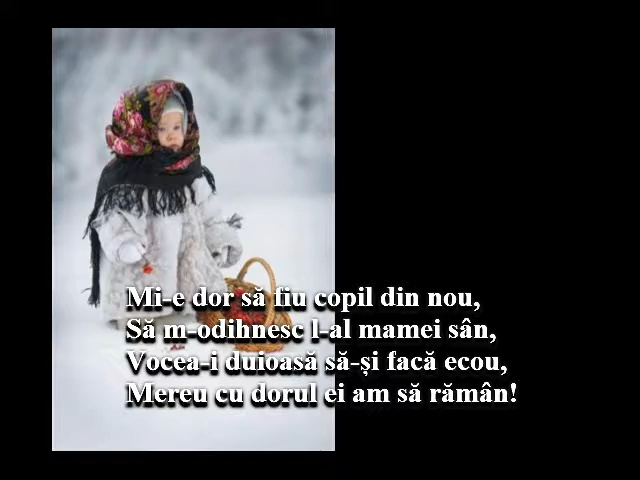 Mi-e dor să fiu copil din nou,
Să m-odihnesc l-al mamei sân,
Vocea-i duioasă să-și facă ecou,
Mereu cu dorul ei am să rămân!